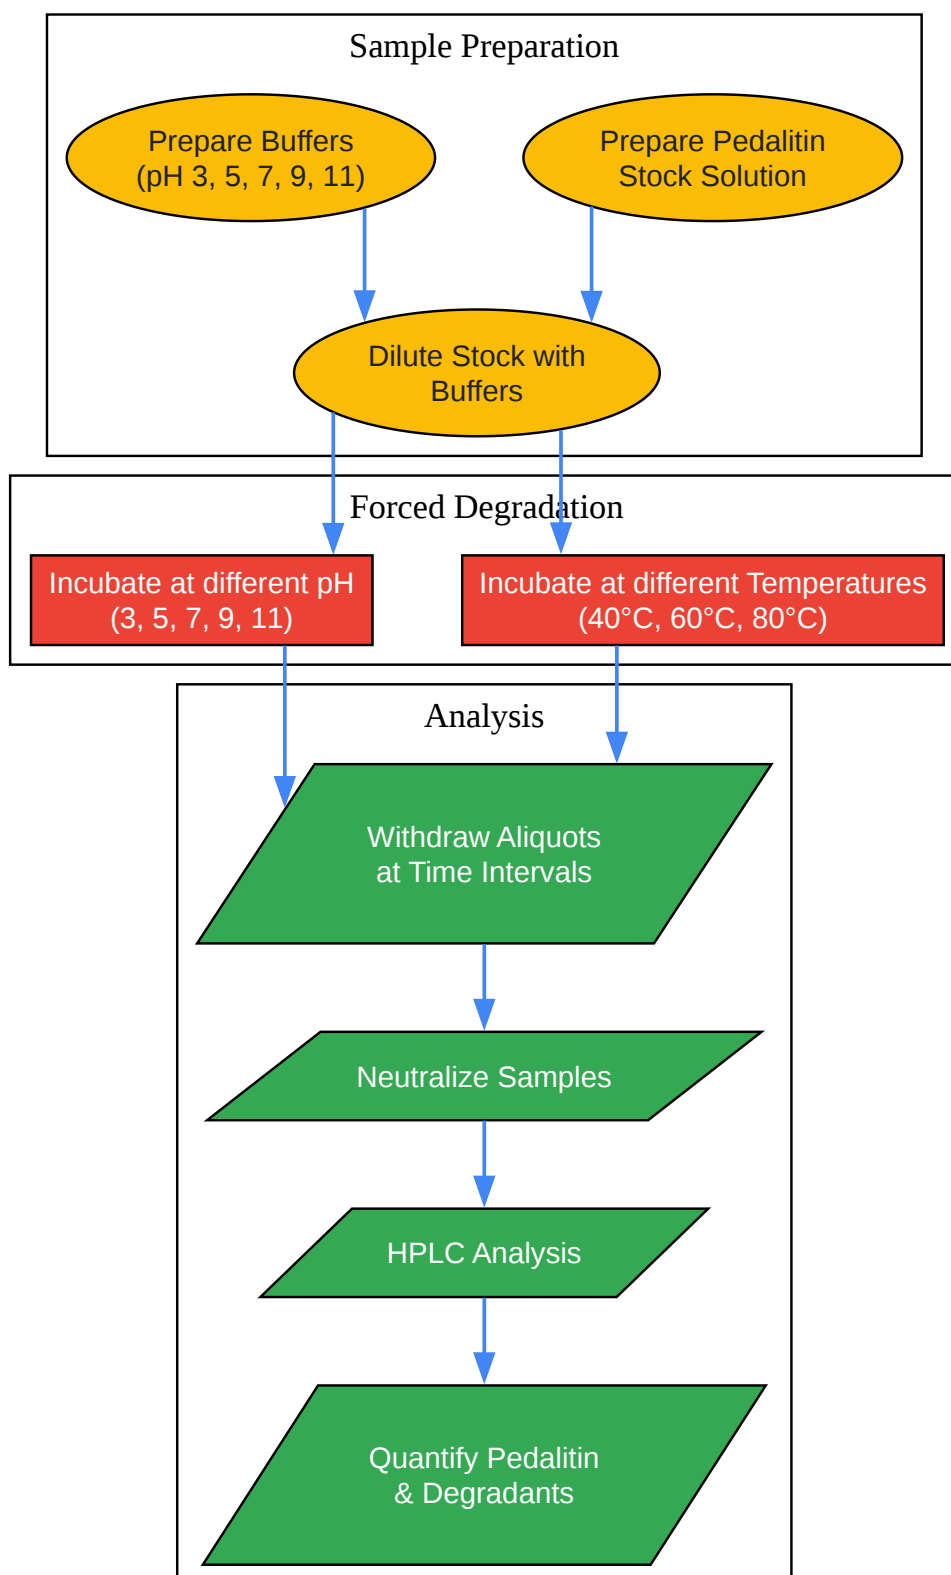 Sample Preparation
Prepare Buffers
(pH 3, 5, 7, 9, 11)
Prepare Pedalitin
Stock Solution
Dilute Stock with
Buffers
Forced Degradation
Incubate at different pH
(3, 5, 7, 9, 11)
Incubate at different Temperatures
(40°C, 60°C, 80°C)
Analysis
Withdraw Aliquots
at Time Intervals
Neutralize Samples
HPLC Analysis
Quantify Pedalitin
& Degradants